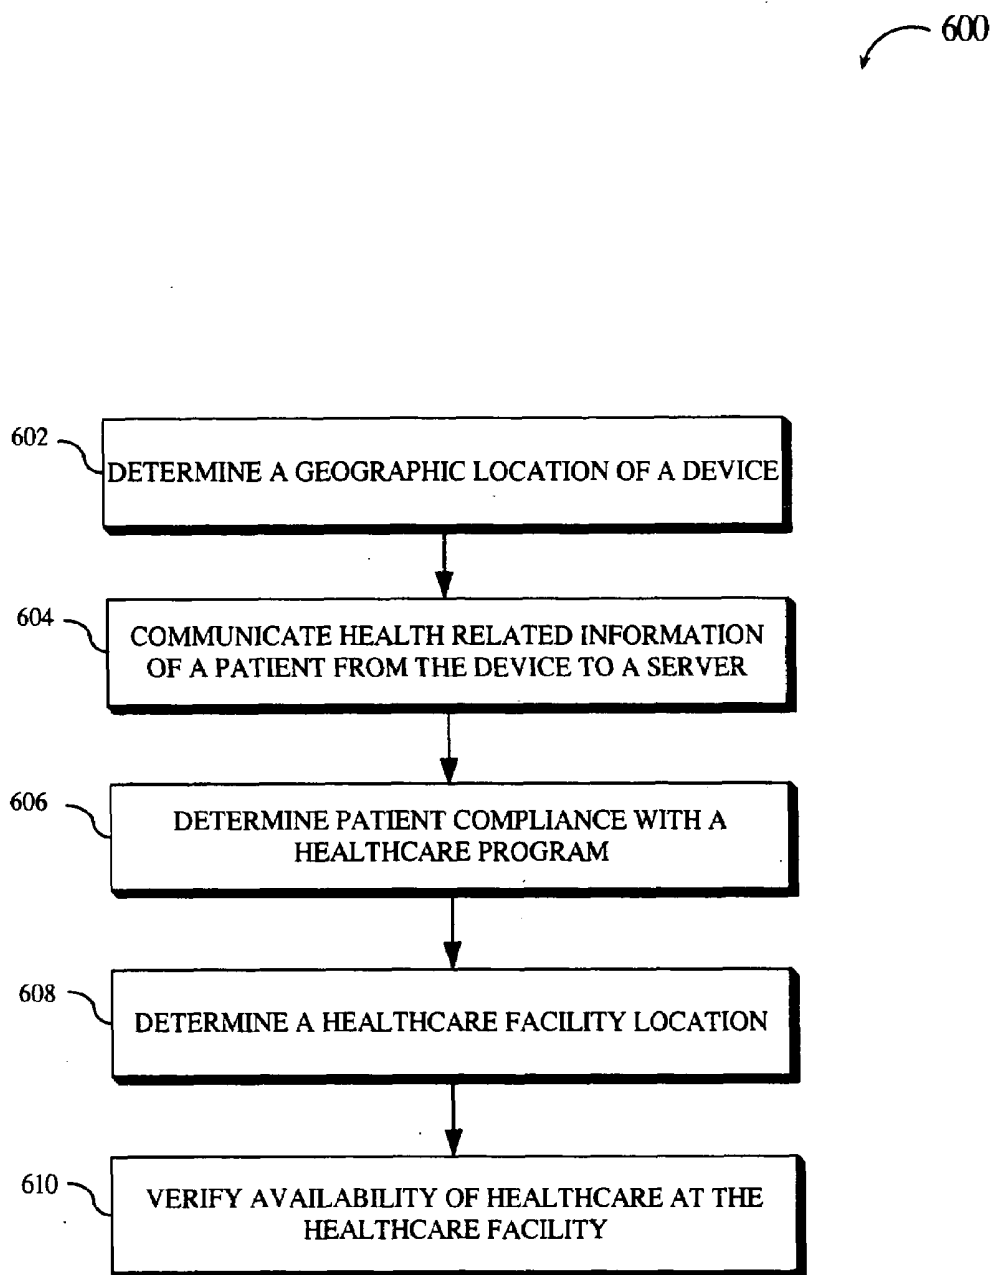 600
602
DETERMINE A GEOGRAPHIC LOCATION OF A DEVICE
604
COMMUNICATE HEALTH RELATED INFORMATION
OF A PATIENT FROM THE DEVICE TO A SERVER
606
DETERMINE PATIENT COMPLIANCE WITH A
HEALTHCARE PROGRAM
608
DETERMINE A HEALTHCARE FACILITY LOCATION
610
VERIFY AVAILABILITY OF HEALTHCARE AT THE
HEALTHCARE FACILITY